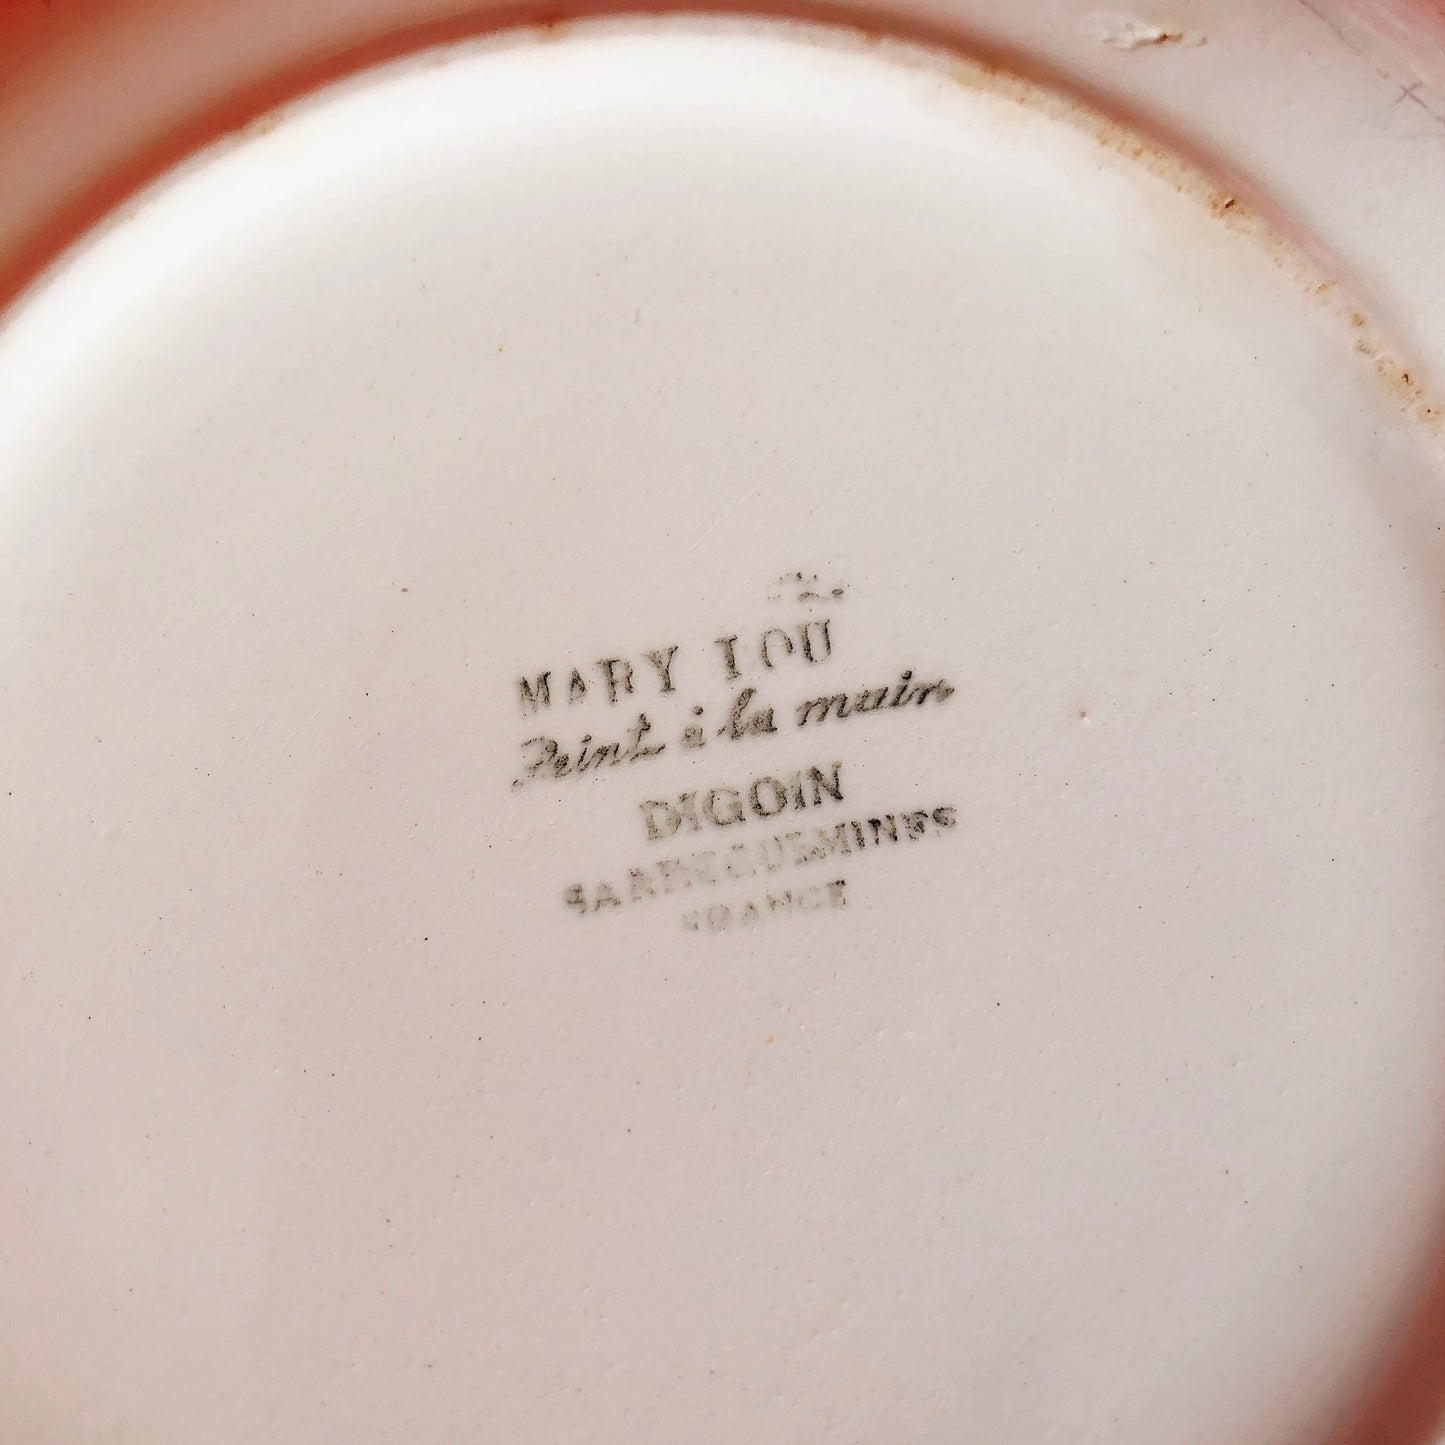 MARY LOU
Peint à la main
DIGOIN
SARREGUEMINES
FRANCE